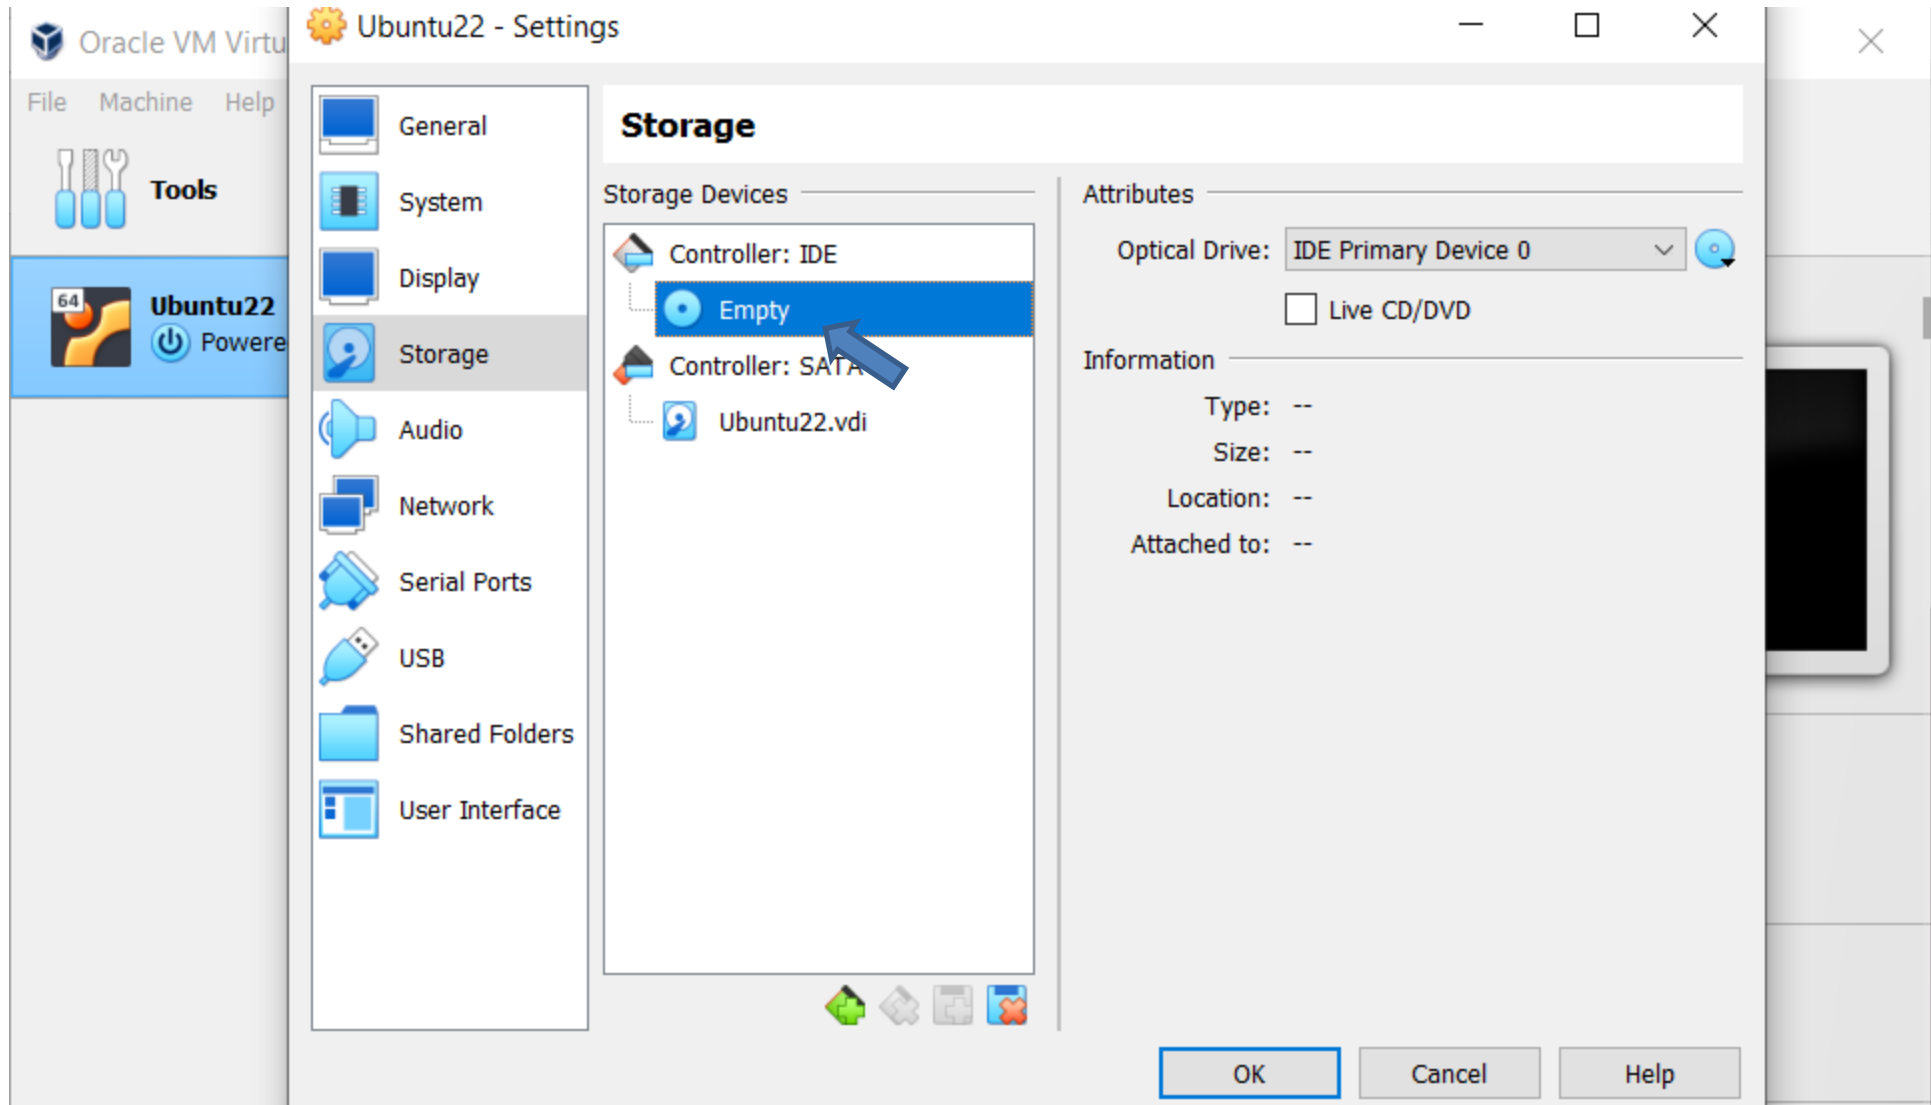 Oracle VM Virtu
File Machine Help
Tools
64
Ubuntu22
Powere
Ubuntu22 - Settings
General
System
Display
Storage
Audio
Network
Serial Ports
USB
Shared Folders
User Interface
Storage
Storage Devices
Controller: IDE
Empty
Controller: SATA
Ubuntu22.vdi
Attributes
Optical Drive: IDE Primary Device 0
Live CD/DVD
Information
Type: --
Size: --
Location: --
Attached to: --
OK Cancel Help